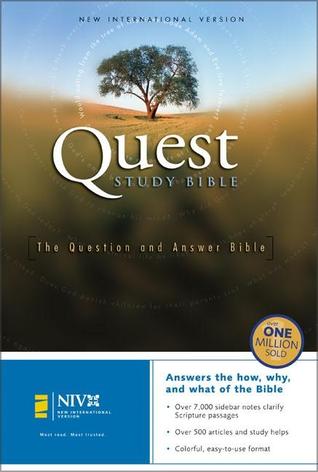 NEW INTERNATIONAL VERSION
Quest
STUDY BIBLE
[The Question and Answer Bible]
Over
ONE
MILLION
SOLD
Answers the how, why,
and what of the Bible
• Over 7,000 sidebar notes clarify
Scripture passages
• Over 500 articles and study helps
• Colorful, easy-to-use format
NIV
NEW INTERNATIONAL
VERSION
Most read. Most trusted.